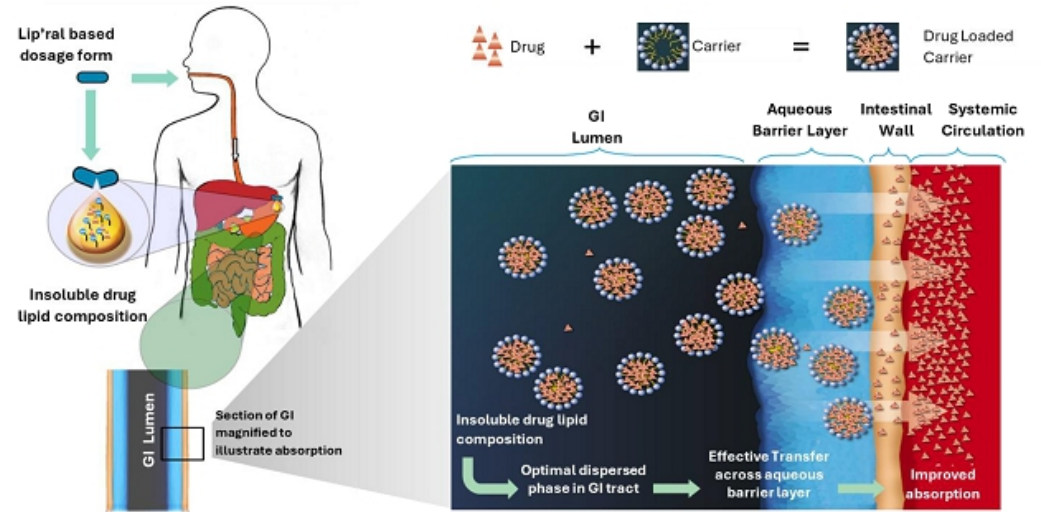 Lip'ral based
dosage form
Insoluble drug
lipid composition
GI Lumen
Section of GI
magnified to
illustrate absorption
Drug
+
Carrier
=
Drug Loaded
Carrier
GI
Lumen
Aqueous
Barrier Layer
Intestinal
Wall
Systemic
Circulation
Insoluble drug lipid
composition
Optimal dispersed
phase in GI tract
Effective Transfer
across aqueous
barrier layer
Improved
absorption